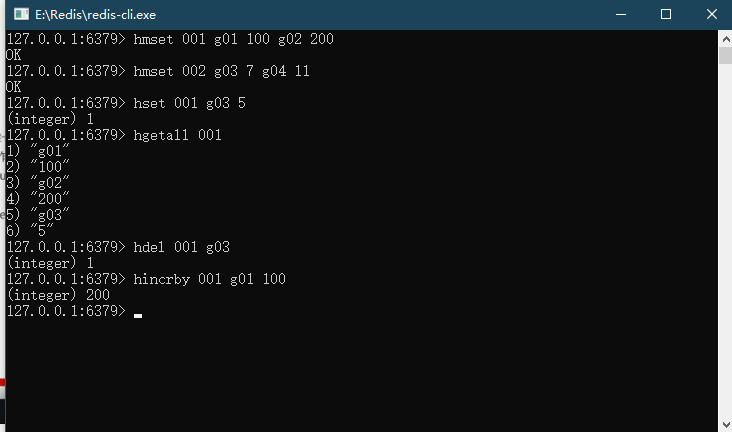 E:\Redis\redis-cli.exe
127.0.0.1:6379> hmset 001 g01 100 g02 200
OK
127.0.0.1:6379> hmset 002 g03 7 g04 11
OK
127.0.0.1:6379> hset 001 g03 5
(integer) 1
127.0.0.1:6379> hgetall 001
1) "g01"
2) "100"
3) "g02"
4) "200"
5) "g03"
6) "5"
127.0.0.1:6379> hdel 001 g03
(integer) 1
127.0.0.1:6379> hincrby 001 g01 100
(integer) 200
127.0.0.1:6379>